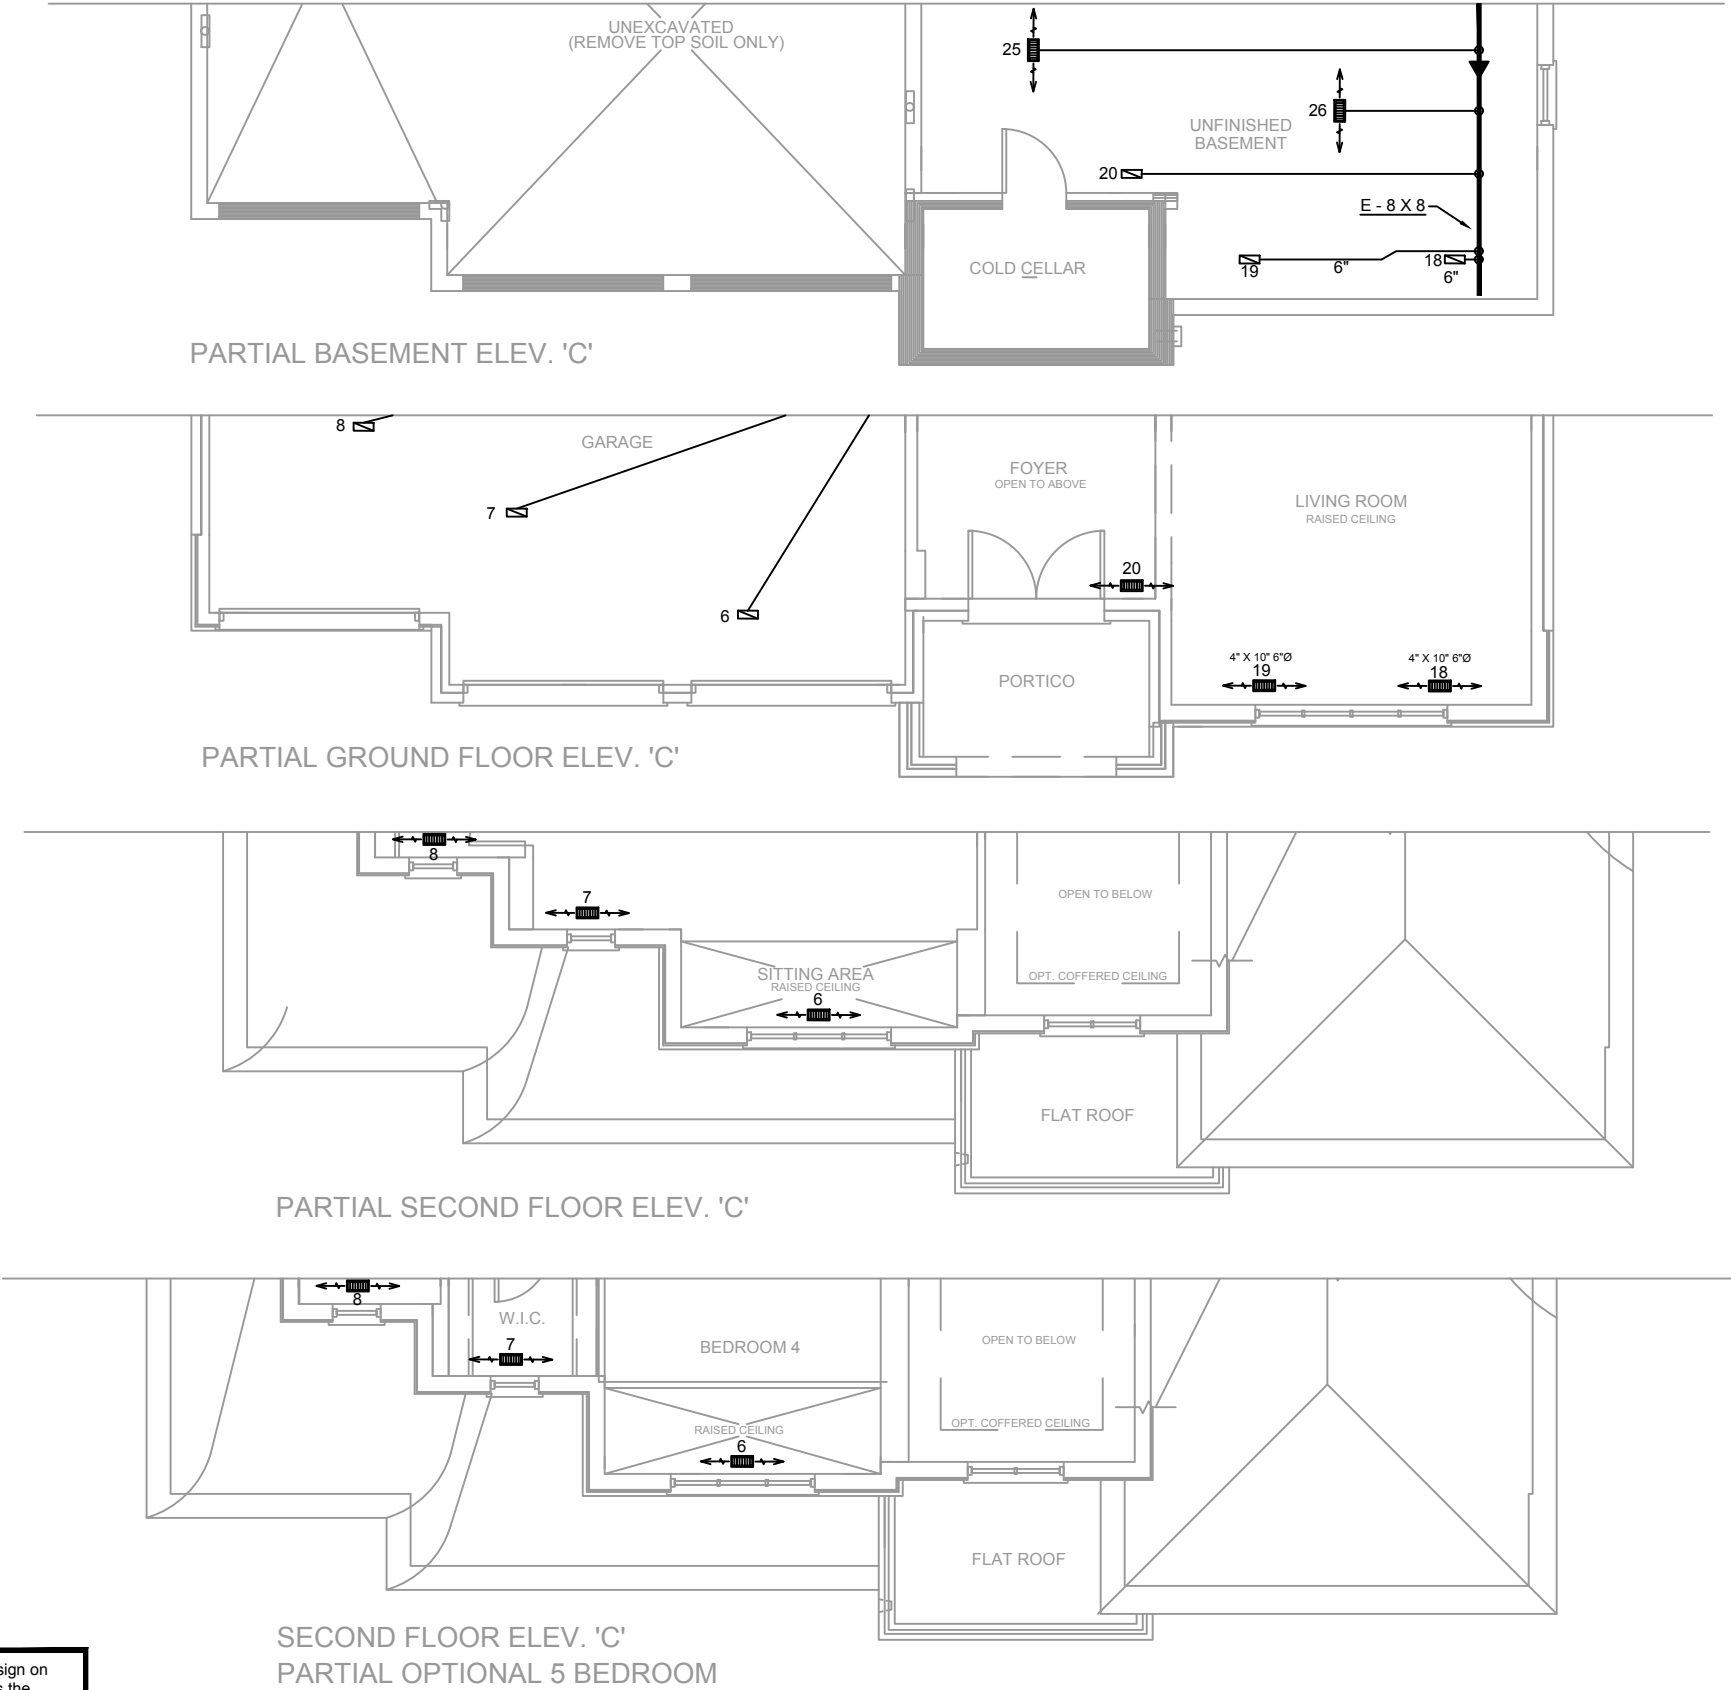 UNEXCAVATED
(REMOVE TOP SOIL ONLY)
25
26
UNFINISHED
BASEMENT
20
E - 8 X 8
COLD CELLAR
19
6"
18
6"
PARTIAL BASEMENT ELEV. 'C'
8
GARAGE
7
6
FOYER
OPEN TO ABOVE
LIVING ROOM
RAISED CEILING
20
4" X 10" 6"Ø
19
4" X 10" 6"Ø
18
PORTICO
PARTIAL GROUND FLOOR ELEV. 'C'
8
7
OPEN TO BELOW
SITTING AREA
RAISED CEILING
6
OPT. COFFERED CEILING
FLAT ROOF
PARTIAL SECOND FLOOR ELEV. 'C'
8
W.I.C.
7
BEDROOM 4
OPEN TO BELOW
RAISED CEILING
6
OPT. COFFERED CEILING
FLAT ROOF
SECOND FLOOR ELEV. 'C'
PARTIAL OPTIONAL 5 BEDROOM
sign on
the